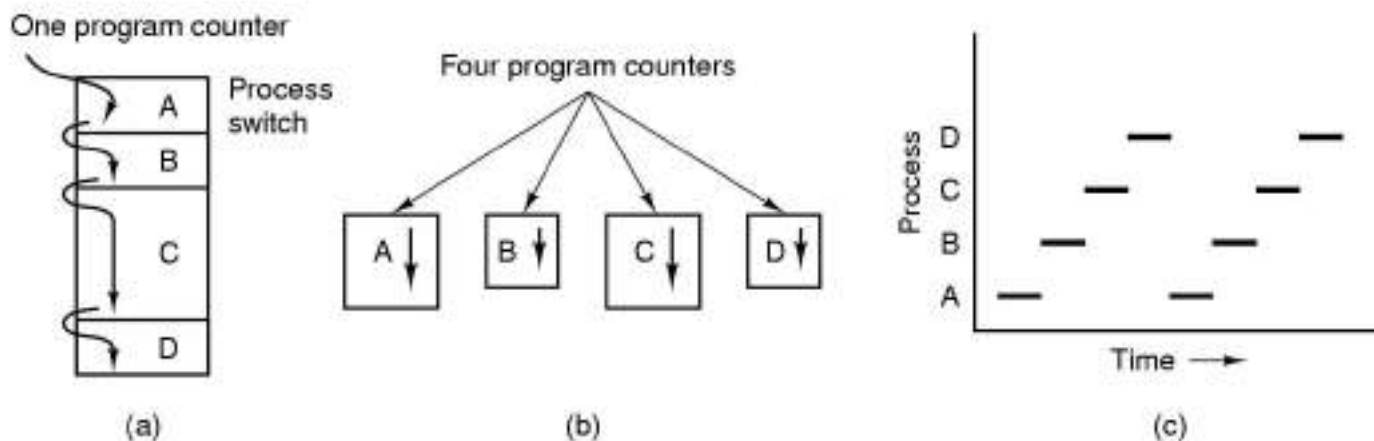 One program counter
Process
switch
A
B
C
D
(a)
Four program counters
A
B
C
D
(b)
Process
D
C
B
A
Time
(c)